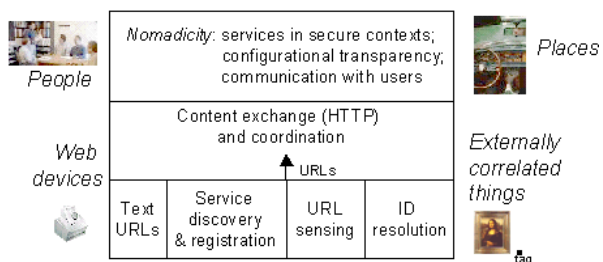 Nomadicity: services in secure contexts;
configurational transparency;
communication with users
People
Places
Content exchange (HTTP)
and coordination
Web
devices
URLs
Externally
correlated
things
Text
URLs
Service
discovery
& registration
URL
sensing
ID
resolution
tag